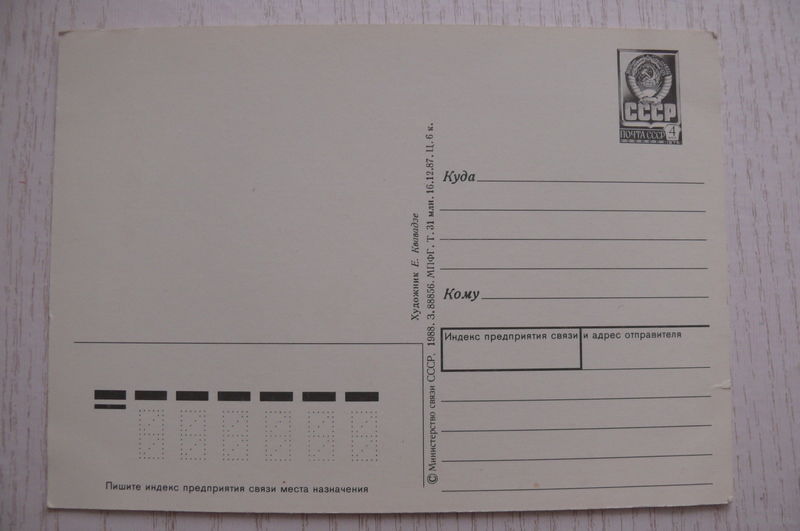 СССР
ПОЧТА СССР 4
Куда
Кому
Индекс предприятия связи и адрес отправителя
Художник Е. Квавадзе
© Министерство связи СССР, 1988. З. 88856. МПФГ. Т. 31 млн. 16.12.87. Ц. 6 к.
Пишите индекс предприятия связи места назначения